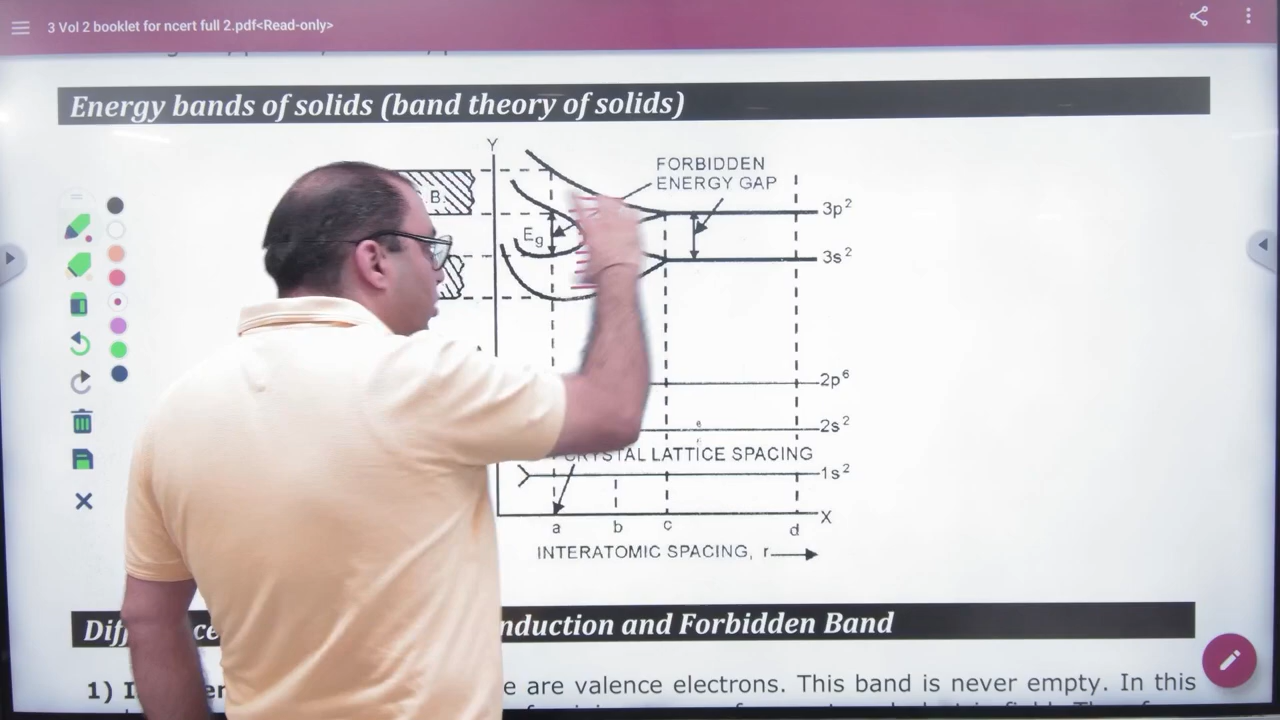 3 Vol 2 booklet for ncert full 2.pdf<Read-only>
Energy bands of solids (band theory of solids)
Y
FORBIDDEN
ENERGY GAP
B
3p²
Eg
3s²
2p⁶
2s²
CRYSTAL LATTICE SPACING
1s²
X
a b c d
INTERATOMIC SPACING, r
nduction and Forbidden Band
1) I
e are valence electrons. This band is never empty. In this